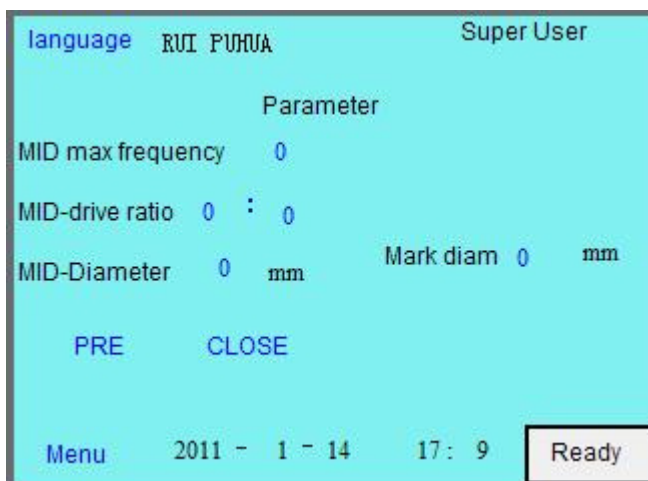 language RUI PUHUA Super User
Parameter
MID max frequency 0
MID-drive ratio 0 : 0
MID-Diameter 0 mm Mark diam 0 mm
PRE CLOSE
Menu 2011 - 1 - 14 17: 9 Ready